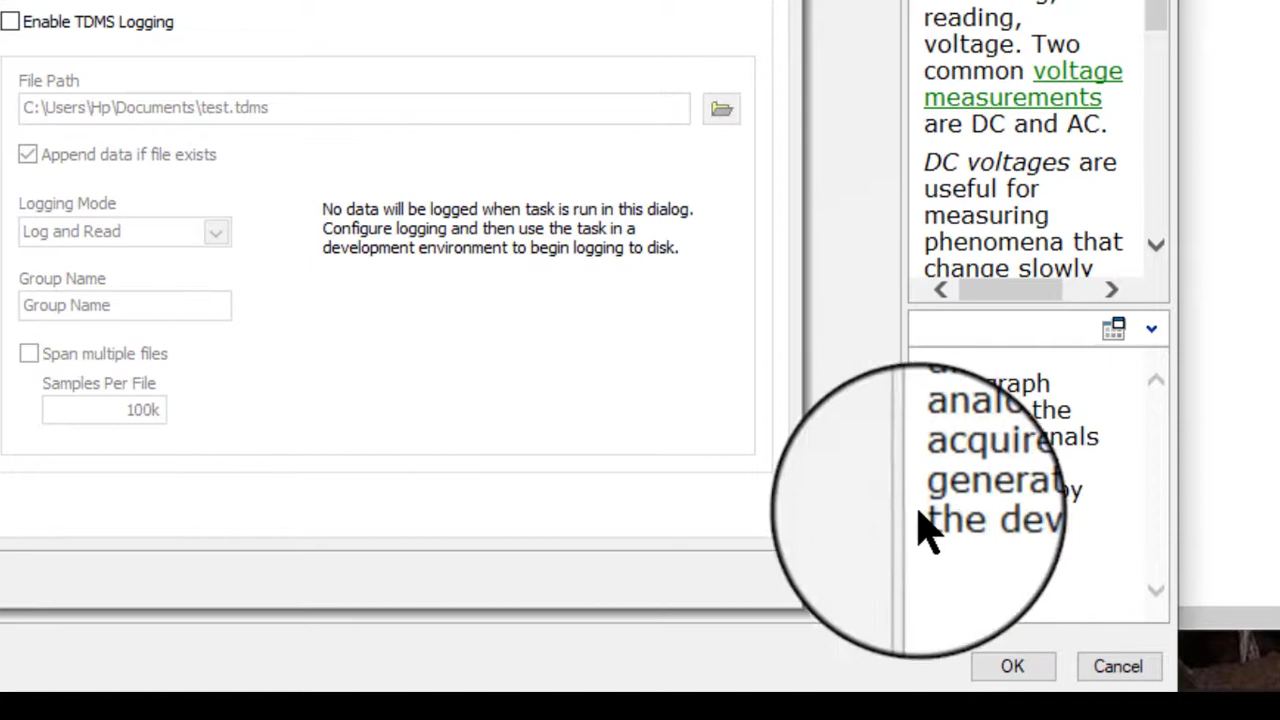 Enable TDMS Logging
File Path
C:\Users\Hp\Documents\test.tdms
Append data if file exists
Logging Mode
Log and Read
No data will be logged when task is run in this dialog.
Configure logging and then use the task in a
development environment to begin logging to disk.
Group Name
Group Name
Span multiple files
Samples Per File
100k
reading,
voltage. Two
common voltage
measurements
are DC and AC.
DC voltages are
useful for
measuring
phenomena that
change slowly
graph
the
acquire
by
the dev
OK
Cancel